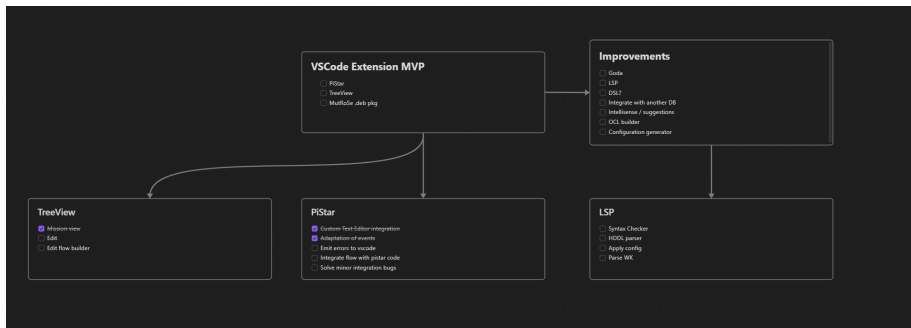 VSCode Extension MVP
PiStar
TreeView
MutRoSe .deb pkg
Improvements
Goda
LSP
DSL?
Integrate with another DB
Intellisense / suggestions
OCL builder
Configuration generator
TreeView
Mission view
Edit
Edit flow builder
PiStar
Custom Text Editor integration
Adaptation of events
Emit errors to vscode
Integrate flow with pistar code
Solve minor integration bugs
LSP
Syntax Checker
HDDL parser
Apply config
Parse WK